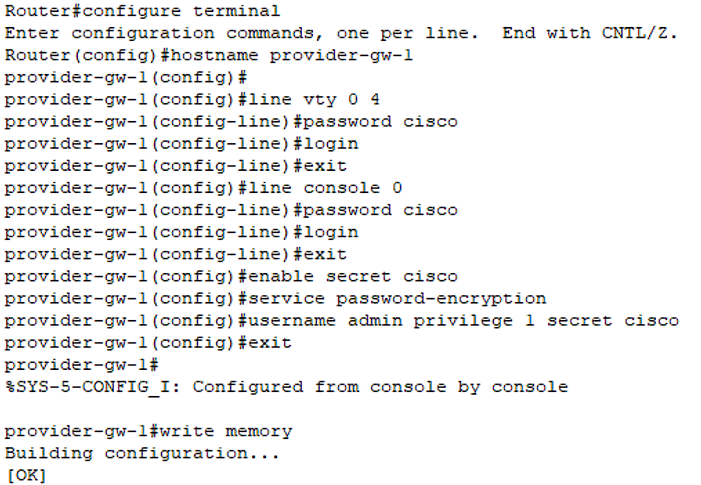 Router#configure terminal
Enter configuration commands, one per line.  End with CNTL/Z.
Router(config)#hostname provider-gw-1
provider-gw-1(config)#
provider-gw-1(config)#line vty 0 4
provider-gw-1(config-line)#password cisco
provider-gw-1(config-line)#login
provider-gw-1(config-line)#exit
provider-gw-1(config)#line console 0
provider-gw-1(config-line)#password cisco
provider-gw-1(config-line)#login
provider-gw-1(config-line)#exit
provider-gw-1(config)#enable secret cisco
provider-gw-1(config)#service password-encryption
provider-gw-1(config)#username admin privilege 1 secret cisco
provider-gw-1(config)#exit
provider-gw-1#
%SYS-5-CONFIG_I: Configured from console by console
provider-gw-1#write memory
Building configuration...
[OK]